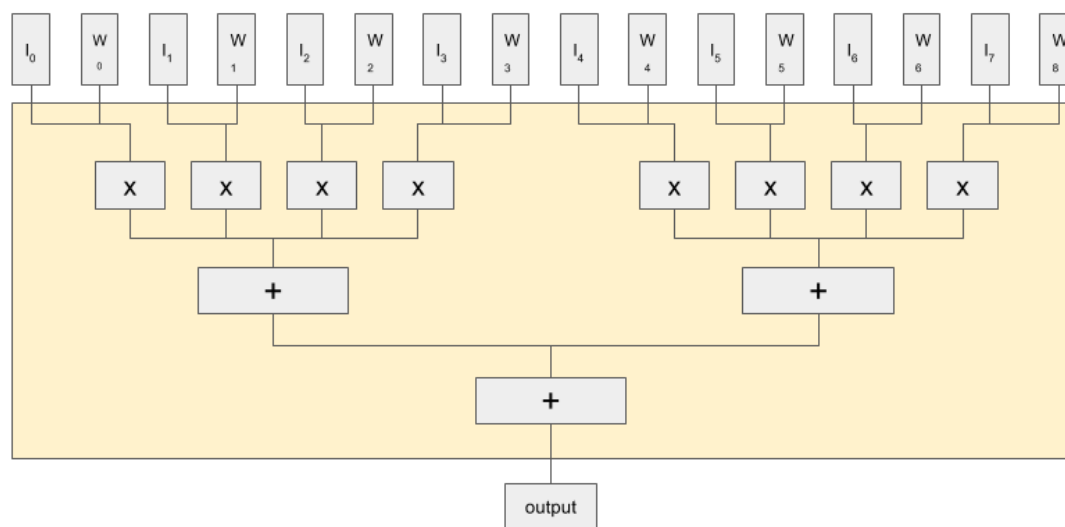 I0 W0 I1 W1 I2 W2 I3 W3 I4 W4 I5 W5 I6 W6 I7 W8
x x x x x x x x
+ +
+
output